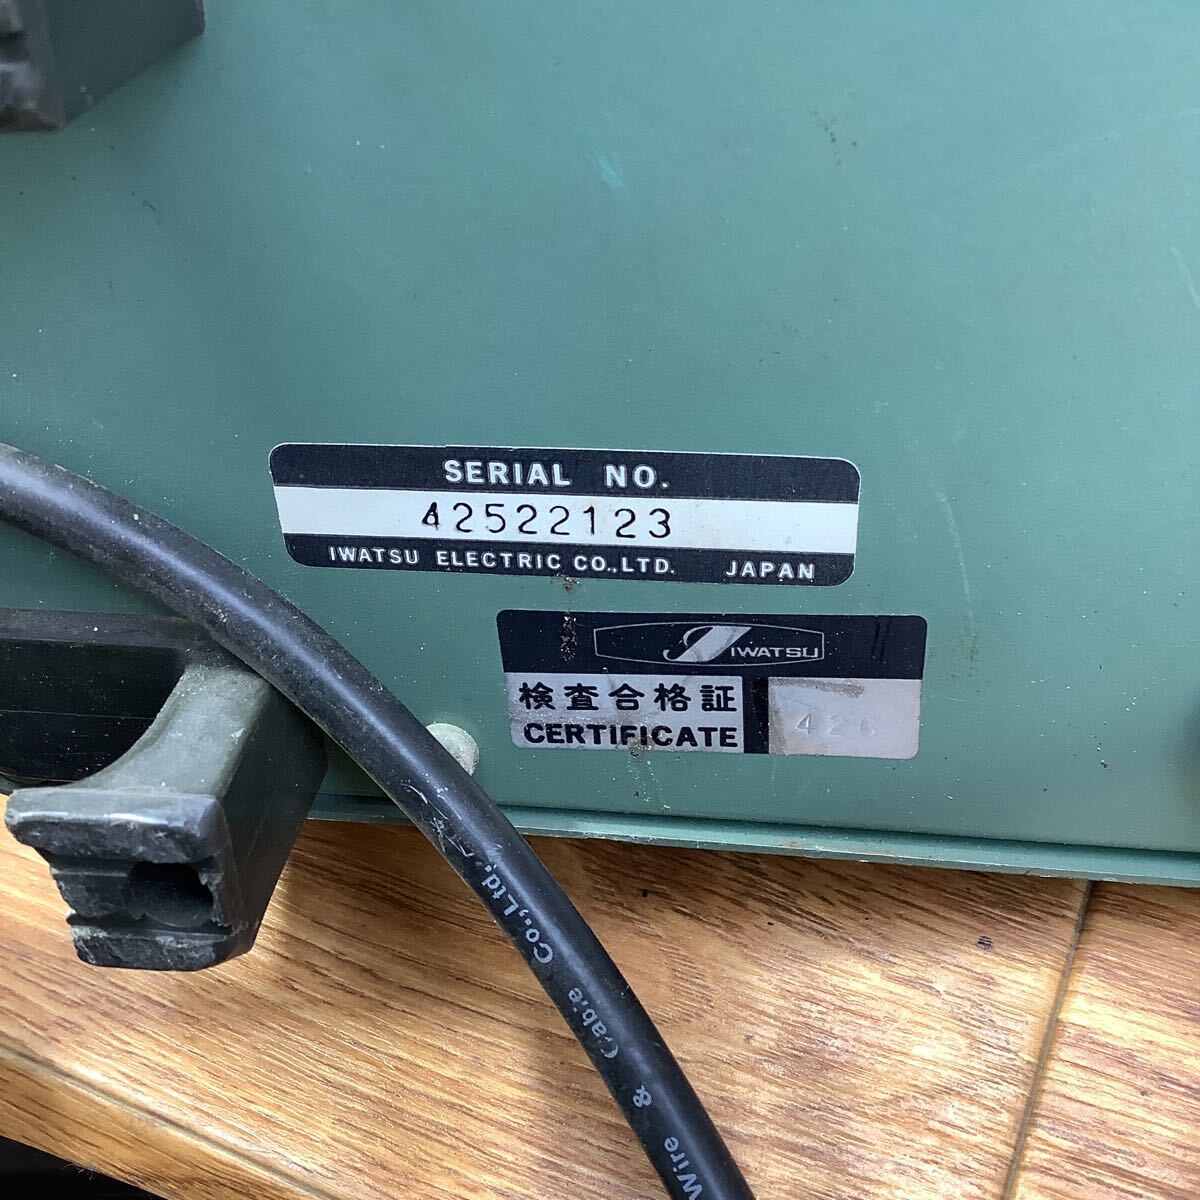 SERIAL NO.
42522123
IWATSU ELECTRIC CO.,LTD. JAPAN
IWATSU
検査合格証
CERTIFICATE
Wire & Cable Co.,Ltd.